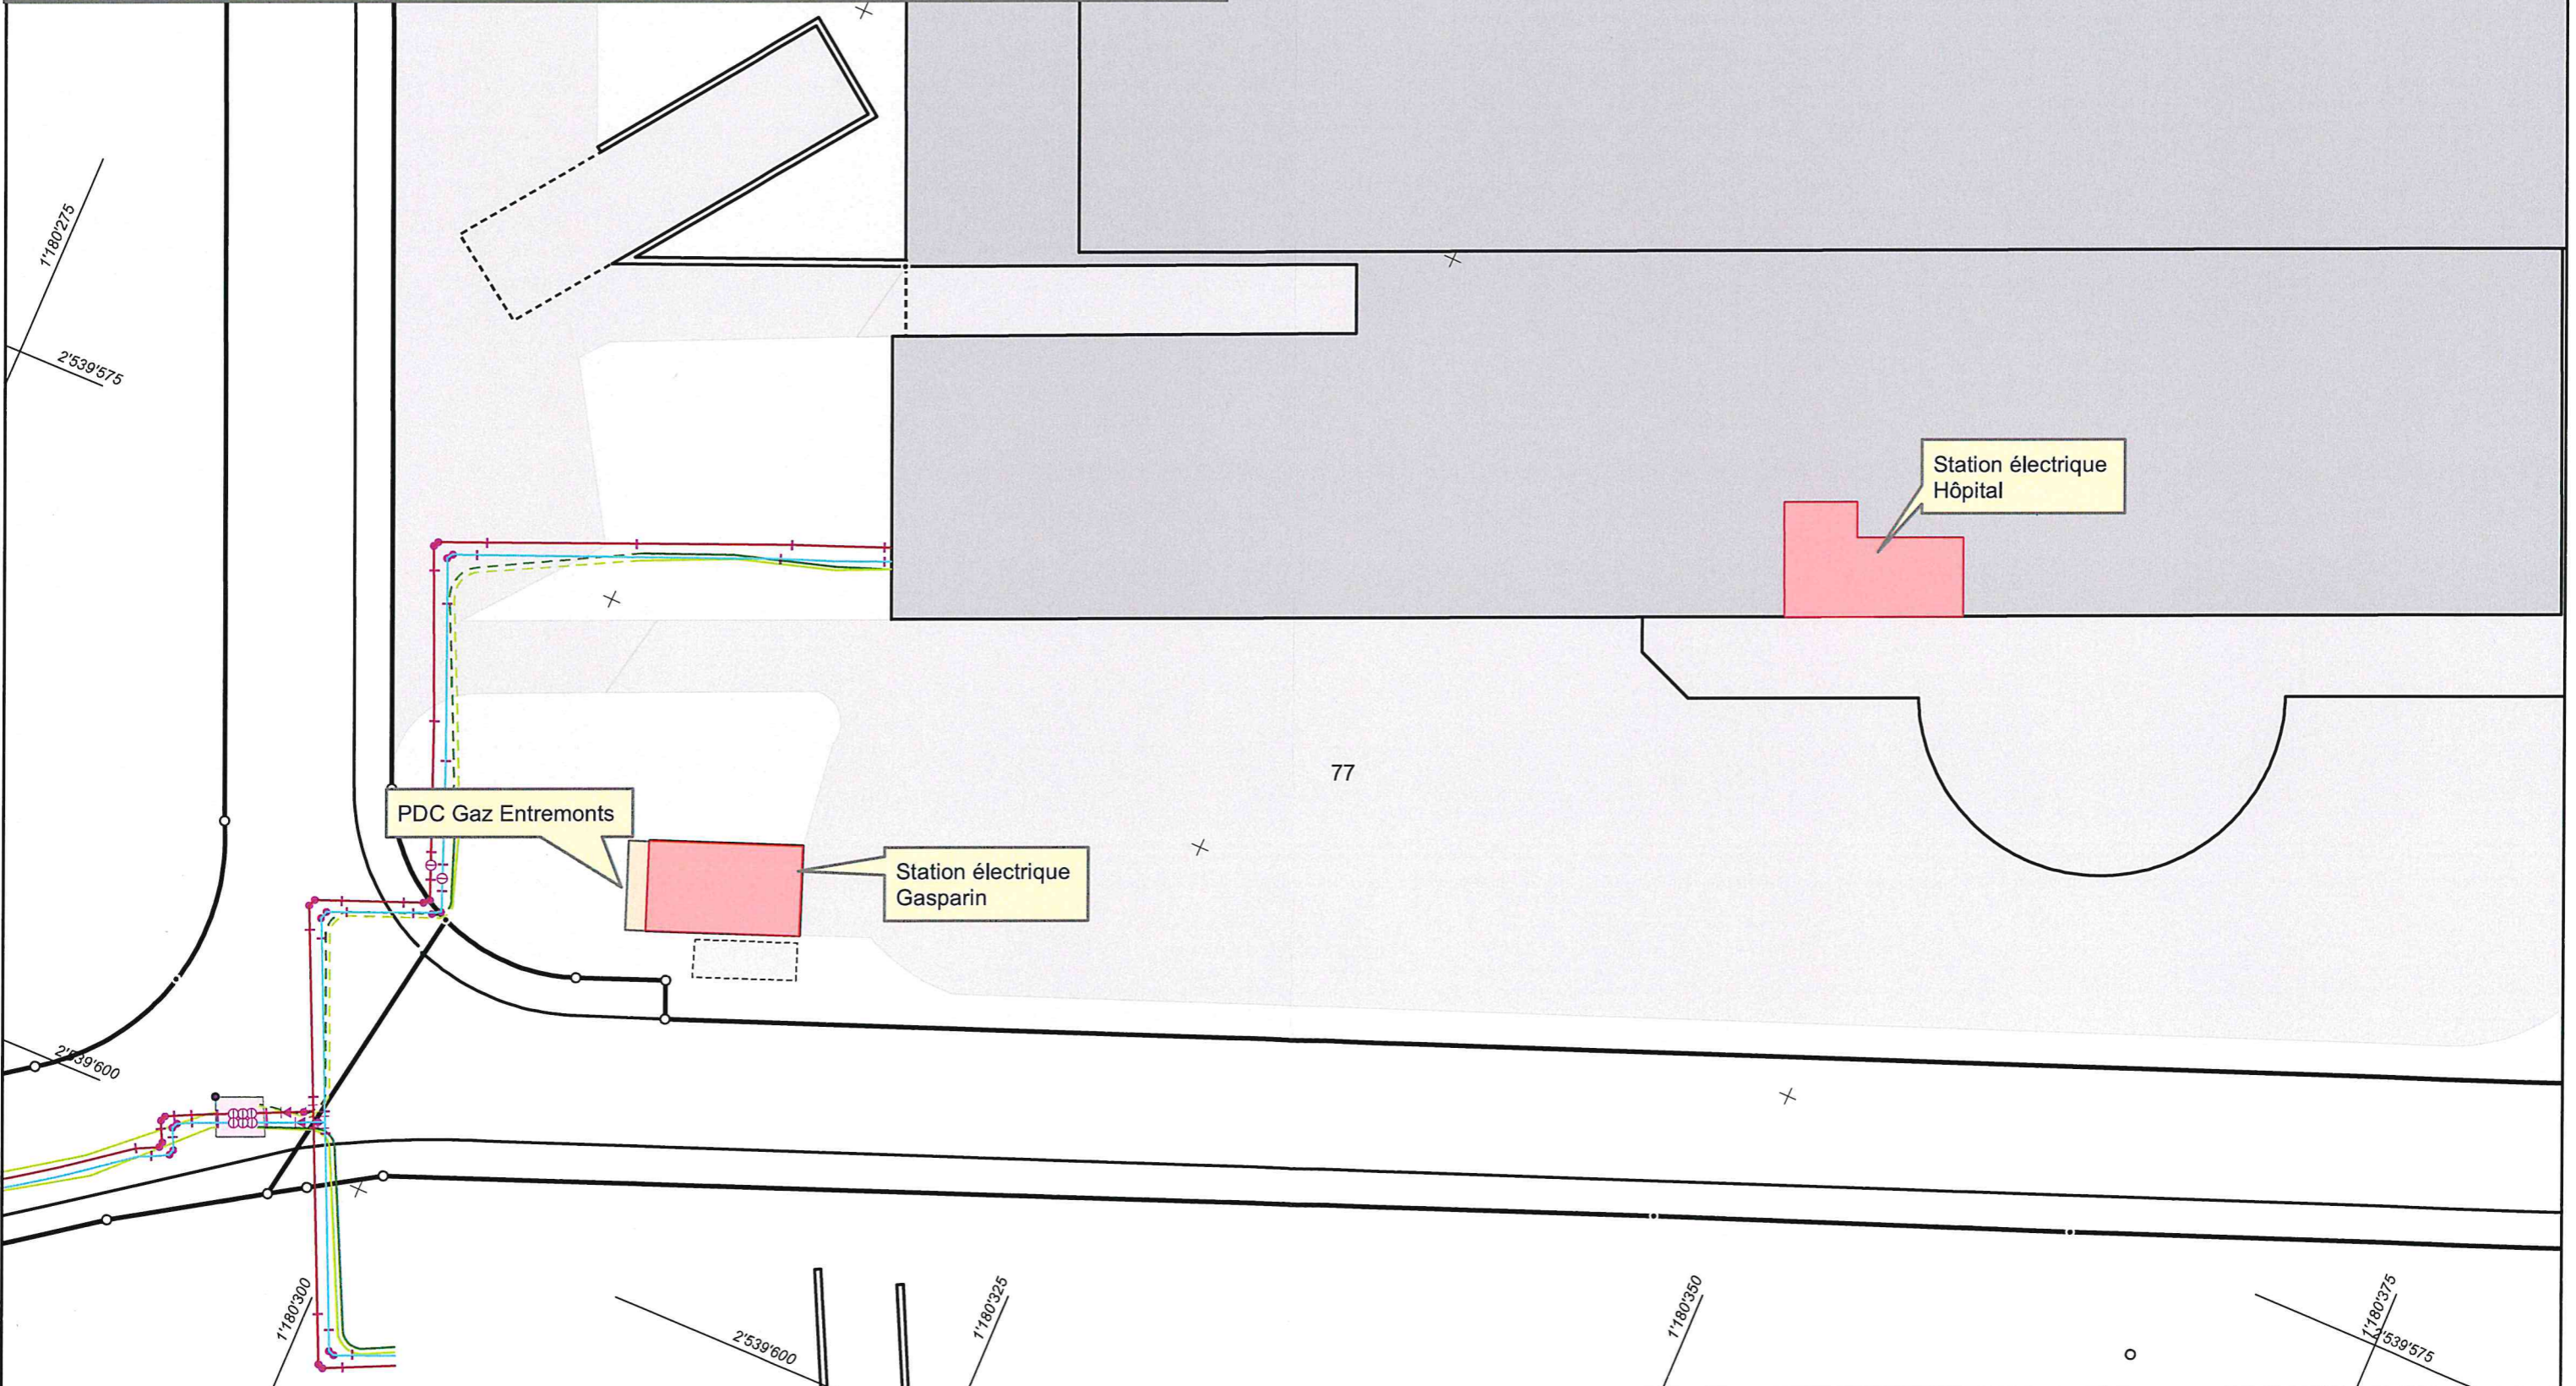 1'180'275
2'539'575
Station électrique
Hôpital
77
PDC Gaz Entremonts
Station électrique
Gasparin
2'539'600
1'180'300
2'539'600
1'180'325
1'180'350
1'180'375
2'539'575